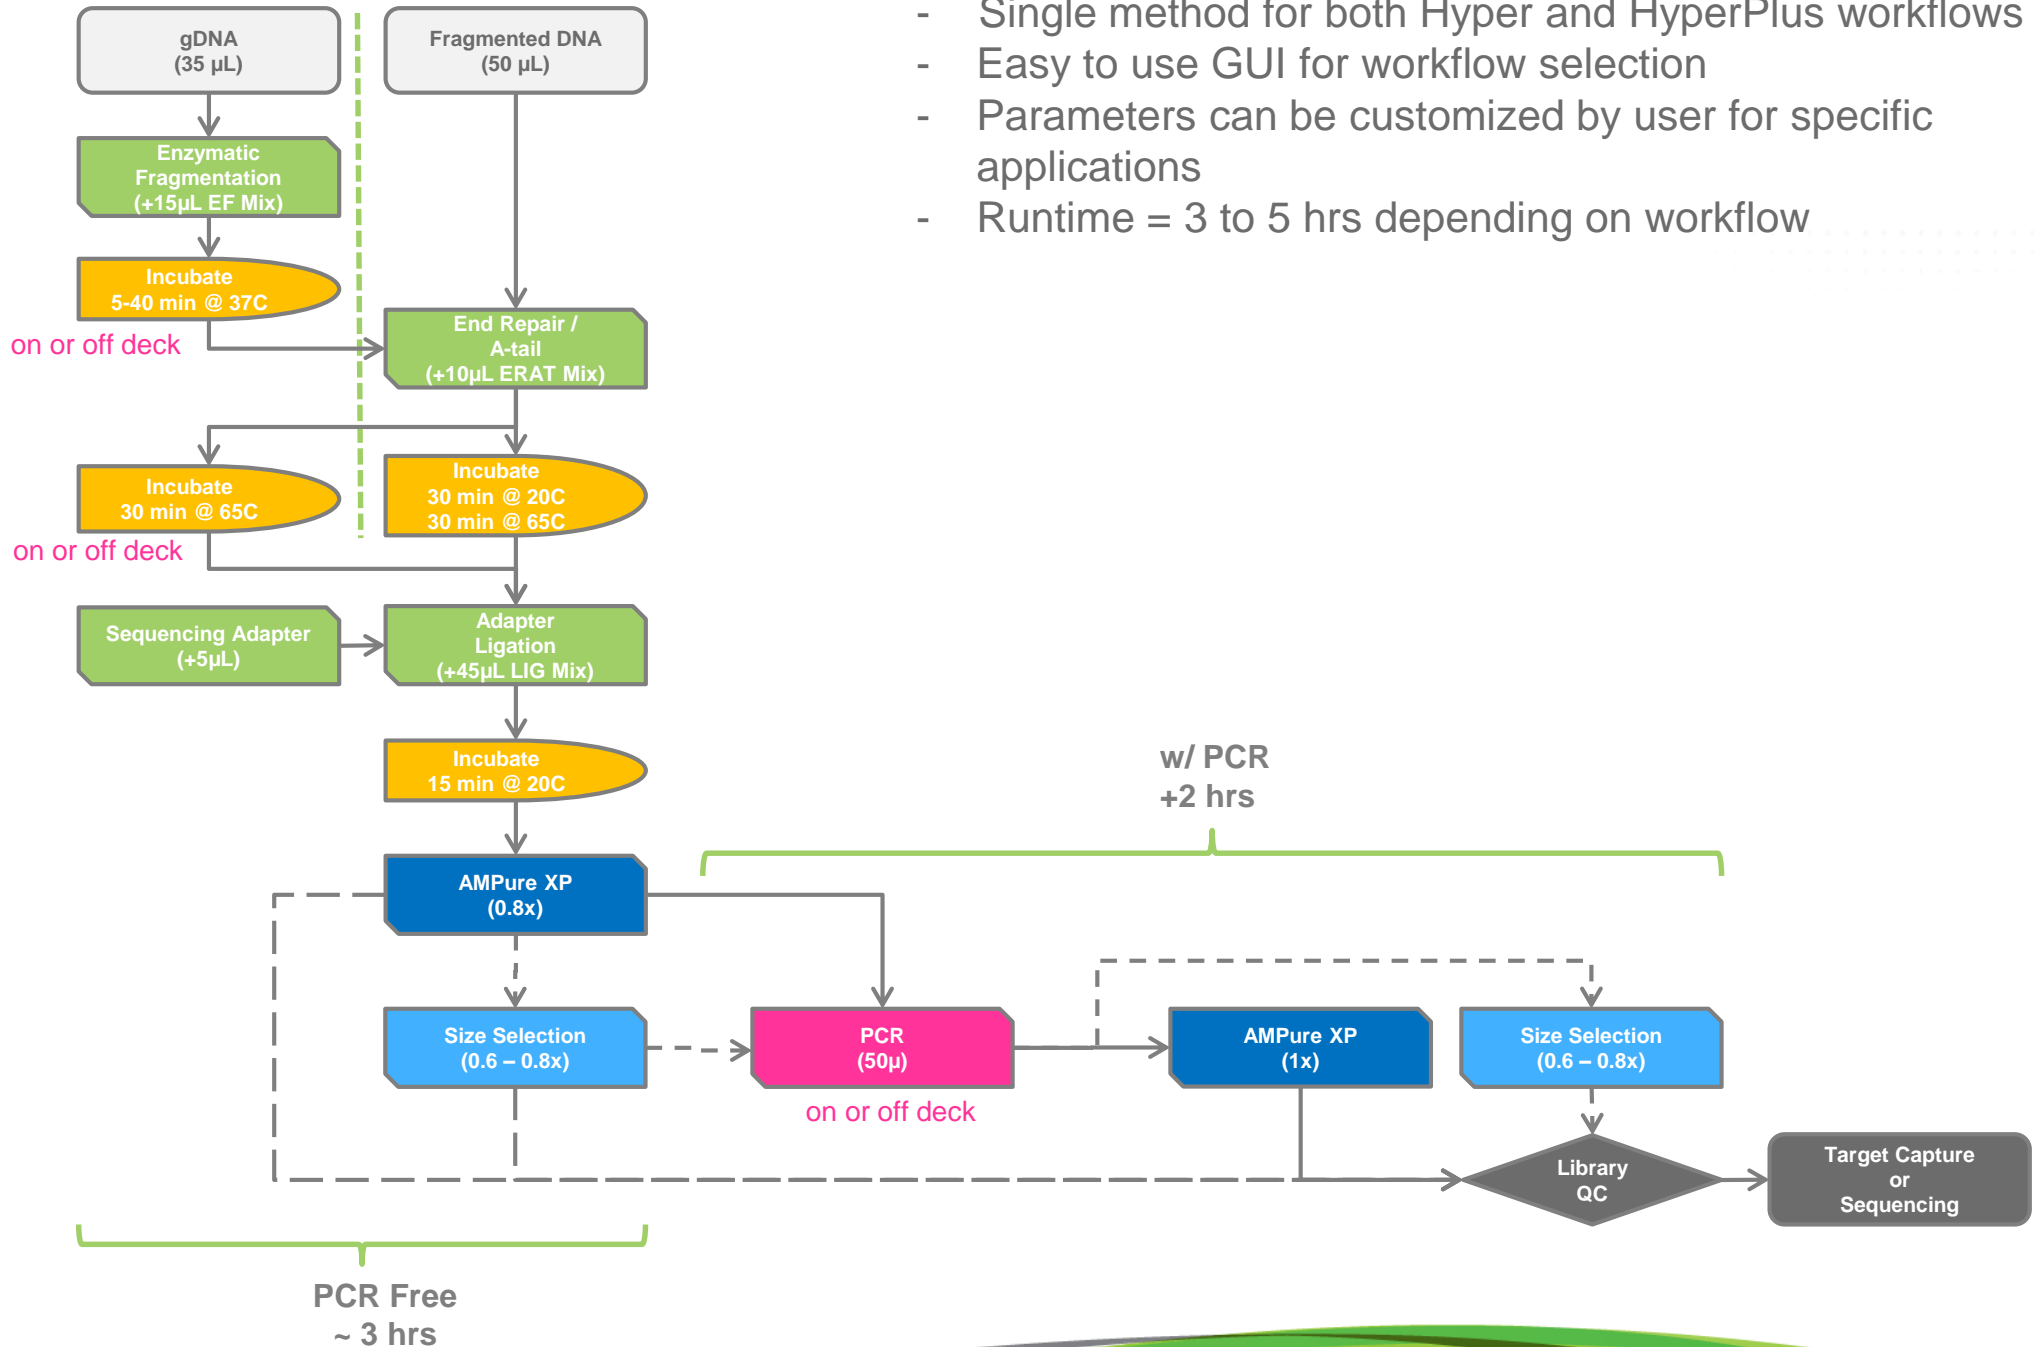 gDNA
(35 µL)
Fragmented DNA
(50 µL)
- Single method for both Hyper and HyperPlus workflows
- Easy to use GUI for workflow selection
- Parameters can be customized by user for specific
applications
- Runtime = 3 to 5 hrs depending on workflow
Enzymatic
Fragmentation
(+15µL EF Mix)
Incubate
5-40 min @ 37C
on or off deck
End Repair /
A-tail
(+10µL ERAT Mix)
Incubate
30 min @ 65C
on or off deck
Incubate
30 min @ 20C
30 min @ 65C
Sequencing Adapter
(+5µL)
Adapter
Ligation
(+45µL LIG Mix)
Incubate
15 min @ 20C
w/ PCR
+2 hrs
AMPure XP
(0.8x)
Size Selection
(0.6 – 0.8x)
PCR
(50µ)
on or off deck
AMPure XP
(1x)
Size Selection
(0.6 – 0.8x)
Library
QC
Target Capture
or
Sequencing
PCR Free
~ 3 hrs